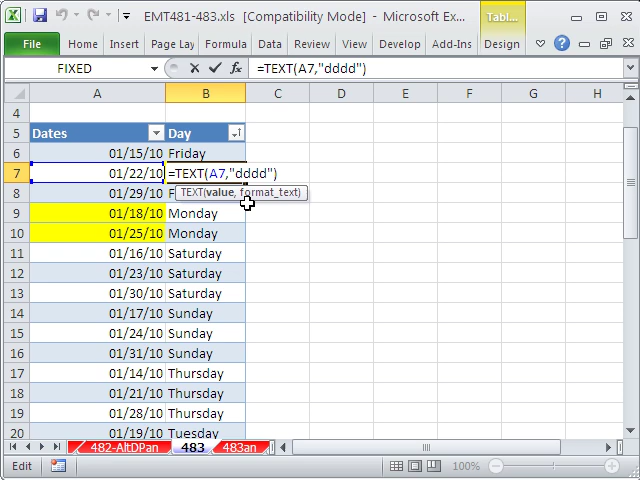 EMT481-483.xls [Compatibility Mode] - Microsoft Ex... Tabl...
File Home Insert Page Layout Formula Data Review View Develop Add-Ins Design
FIXED fx =TEXT(A7,"dddd")
A B C D E F G H
4
5 Dates Day
6 01/15/10 Friday
7 01/22/10 =TEXT(A7,"dddd")
8 01/29/10 F
TEXT(value, format_text)
9 01/18/10 Monday
10 01/25/10 Monday
11 01/16/10 Saturday
12 01/23/10 Saturday
13 01/30/10 Saturday
14 01/17/10 Sunday
15 01/24/10 Sunday
16 01/31/10 Sunday
17 01/14/10 Thursday
18 01/21/10 Thursday
19 01/28/10 Thursday
20 01/19/10 Tuesday
482-AltDPan 483 483an
Edit 100%